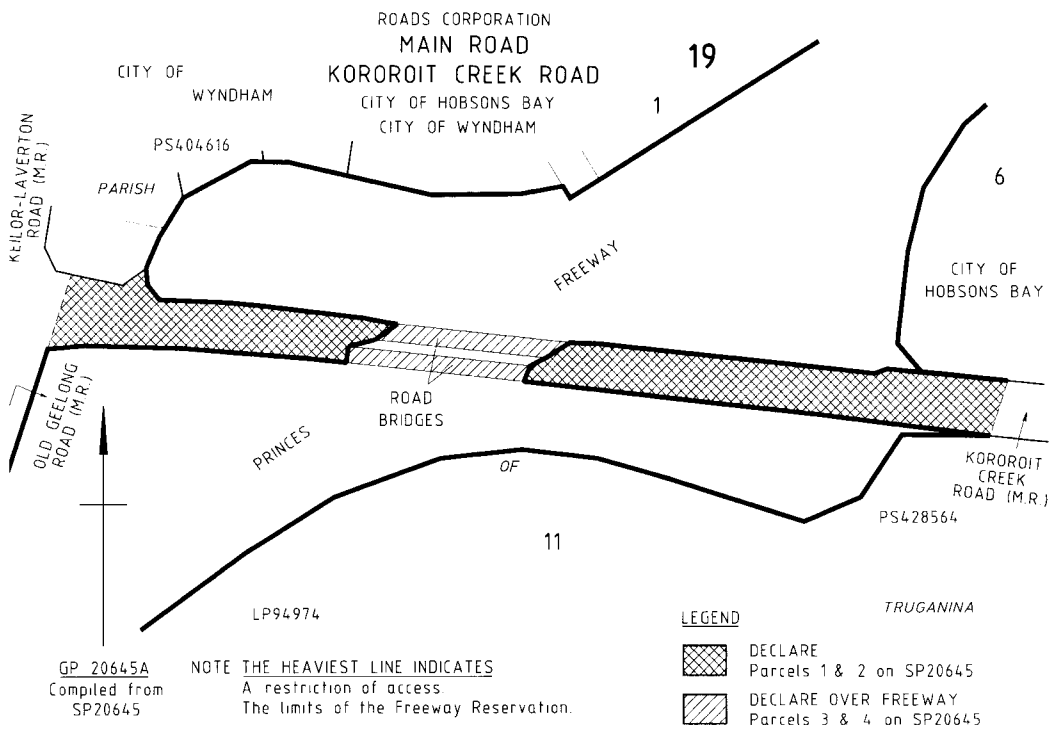 ROADS CORPORATION
MAIN ROAD
KOROROIT CREEK ROAD
CITY OF HOBSONS BAY
CITY OF WYNDHAM
19
1
CITY OF
WYNDHAM
PS404616
PARISH
KEILOR-LAVERTON
ROAD (M.R.)
6
CITY OF
HOBSONS BAY
FREEWAY
ROAD
BRIDGES
OLD GEELONG
ROAD (M.R.)
PRINCES
OF
KOROROIT
CREEK
ROAD (M.R.)
PS428564
11
LP94974
TRUGANINA
GP 20645A
Compiled from
SP20645
NOTE THE HEAVIEST LINE INDICATES
A restriction of access.
The limits of the Freeway Reservation.
LEGEND
DECLARE
Parcels 1 & 2 on SP20645
DECLARE OVER FREEWAY
Parcels 3 & 4 on SP20645